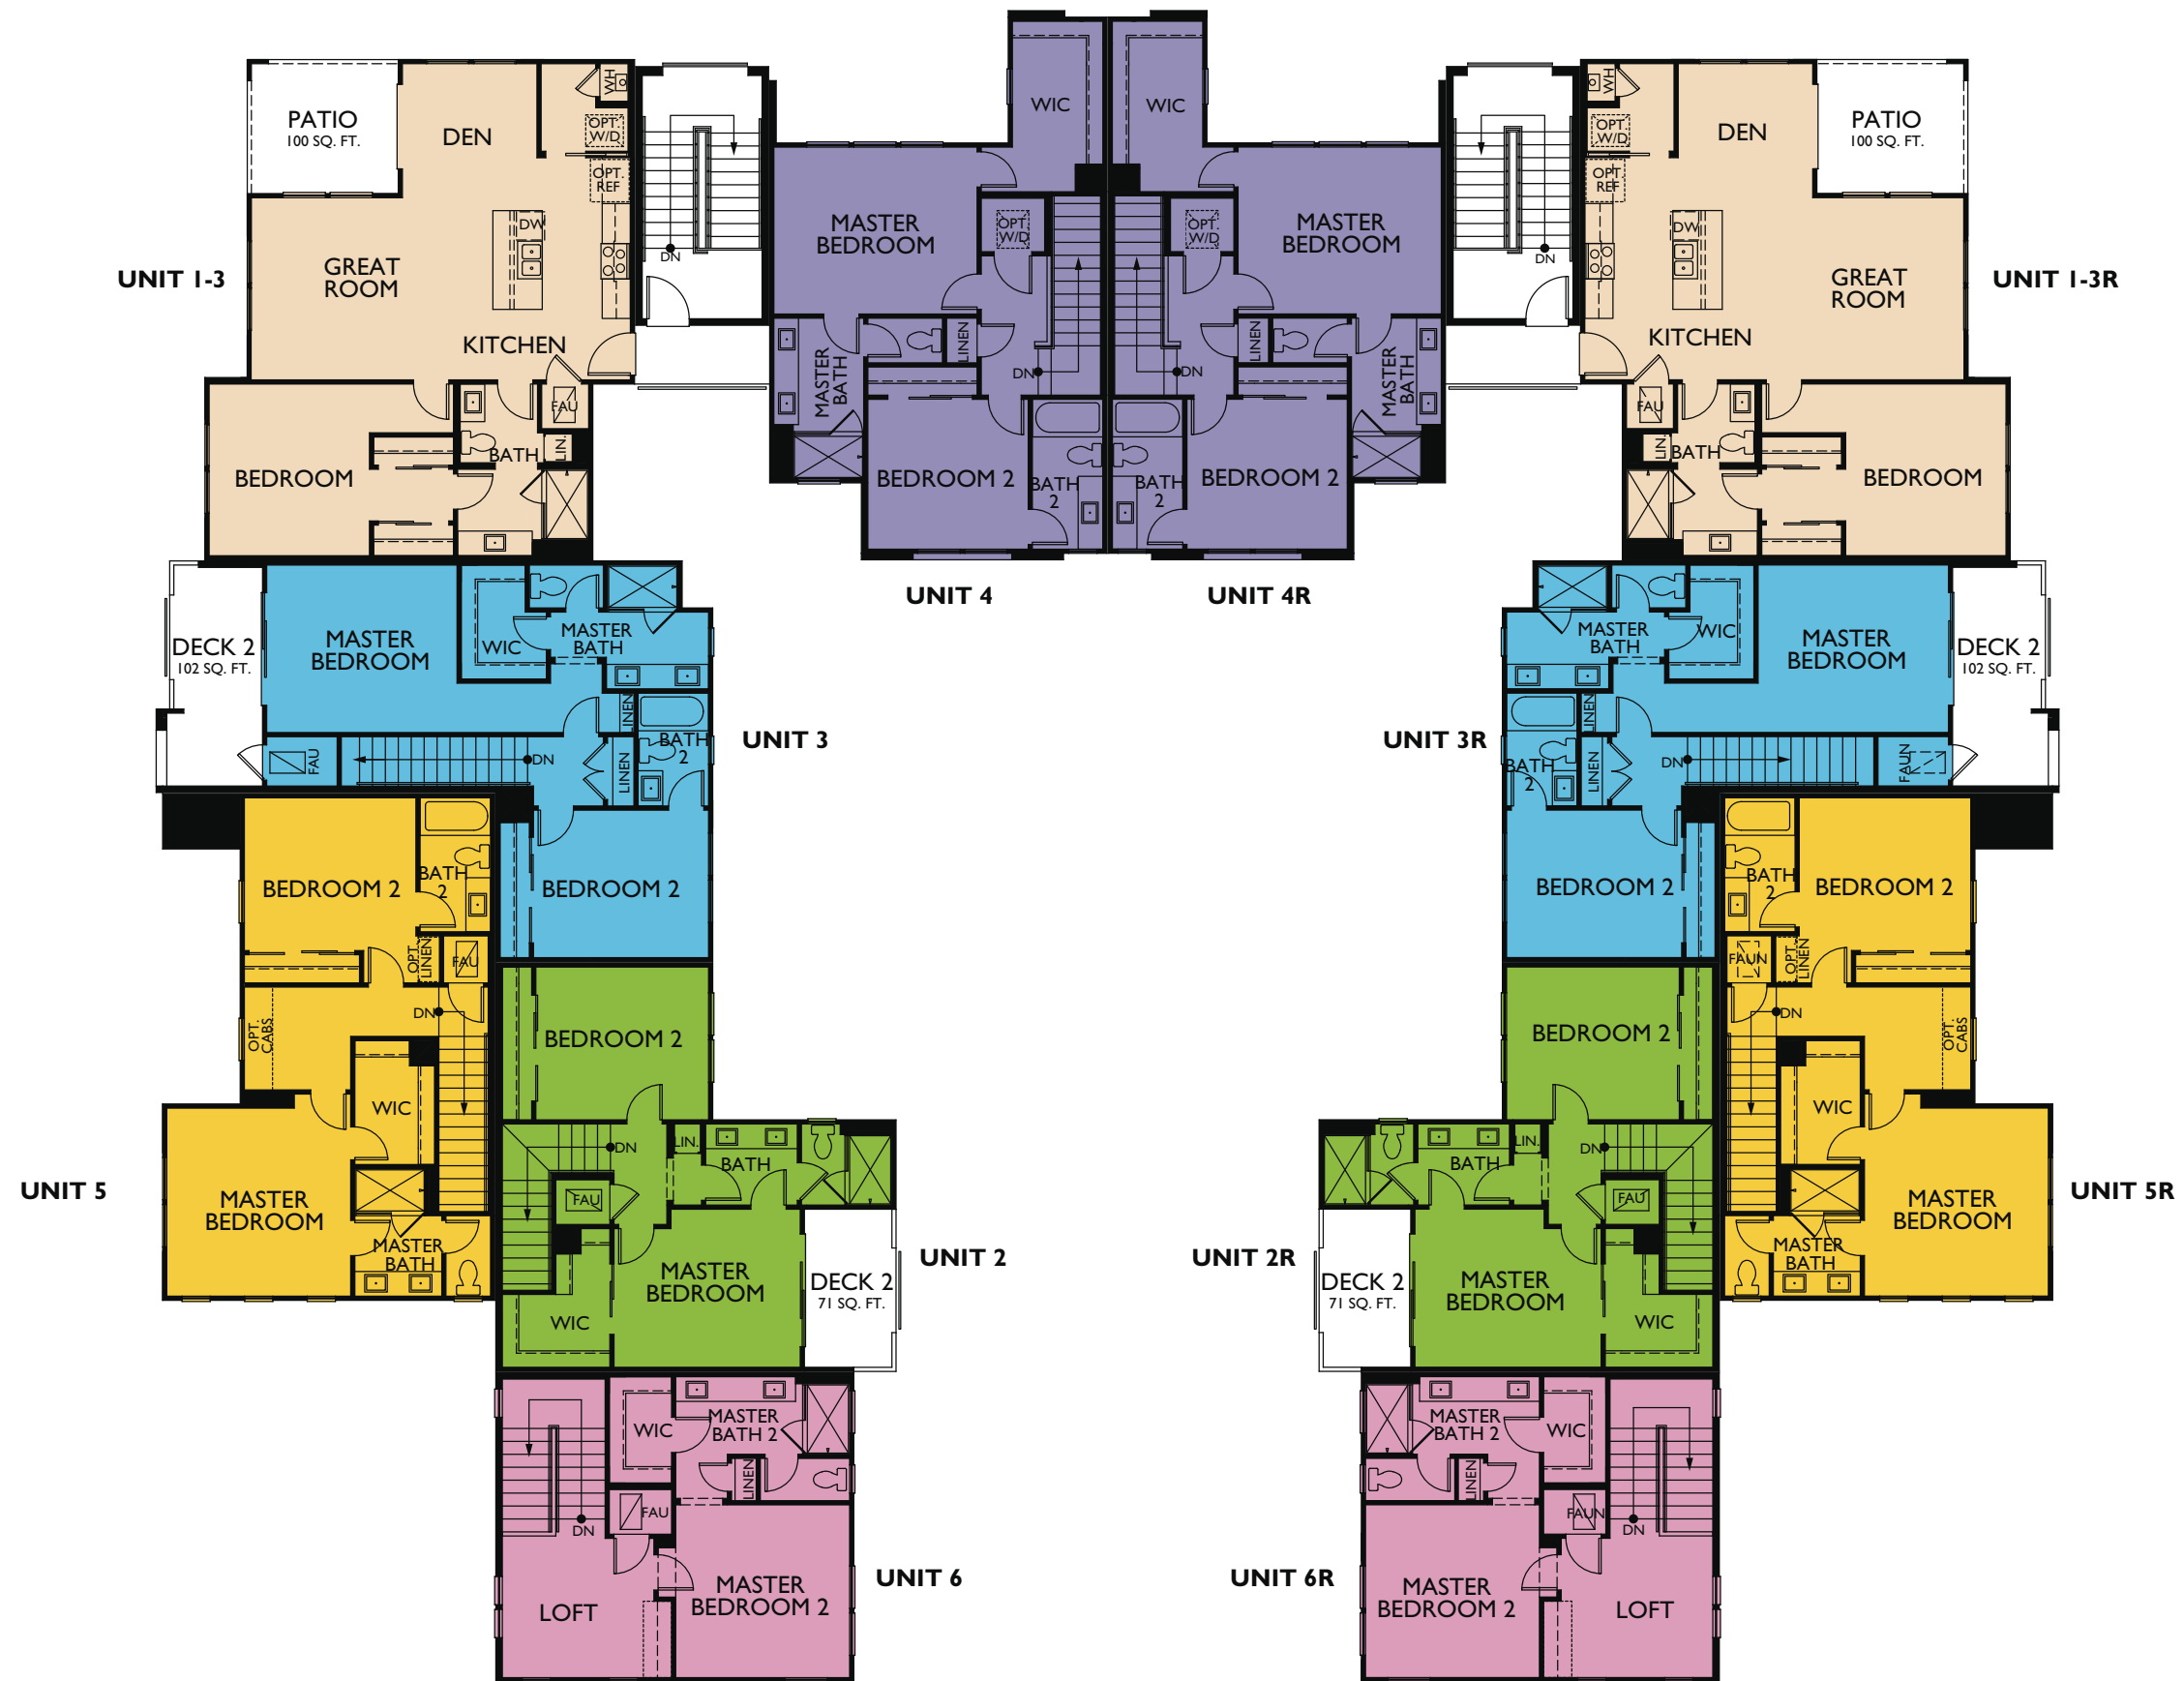 UNIT 1-3
PATIO
100 SQ. FT.
DEN
WH
OPT.
W/D
OPT.
REF
DW
GREAT
ROOM
KITCHEN
DN
FAU
LIN.
BATH
BEDROOM
WIC
MASTER
BEDROOM
OPT.
W/D
LINEN
MASTER
BATH
DN
BEDROOM 2
BATH
2
UNIT 4
WIC
MASTER
BEDROOM
OPT.
W/D
LINEN
MASTER
BATH
DN
BEDROOM 2
BATH
2
UNIT 4R
DN
WH
OPT.
W/D
OPT.
REF
DEN
PATIO
100 SQ. FT.
DW
GREAT
ROOM
KITCHEN
UNIT 1-3R
FAU
LIN.
BATH
BEDROOM
DECK 2
102 SQ. FT.
MASTER
BEDROOM
WIC
MASTER
BATH
LINEN
BATH
2
FAU
DN
LINEN
BEDROOM 2
UNIT 3
MASTER
BATH
WIC
MASTER
BEDROOM
DECK 2
102 SQ. FT.
UNIT 3R
LINEN
BATH
2
LINEN
DN
FAUN
BEDROOM 2
BEDROOM 2
BATH
2
OPT.
LINEN
FAU
DN
OPT.
CABS
WIC
UNIT 5
MASTER
BEDROOM
MASTER
BATH
BATH
2
BEDROOM 2
FAUN
OPT.
LINEN
DN
OPT.
CABS
WIC
MASTER
BEDROOM
MASTER
BATH
UNIT 5R
BEDROOM 2
DN
LIN.
BATH
FAU
MASTER
BEDROOM
WIC
DECK 2
71 SQ. FT.
UNIT 2
BEDROOM 2
BATH
LIN.
DN
FAU
UNIT 2R
DECK 2
71 SQ. FT.
MASTER
BEDROOM
WIC
WIC
MASTER
BATH 2
LINEN
FAU
DN
LOFT
MASTER
BEDROOM 2
UNIT 6
MASTER
BATH 2
WIC
LINEN
FAUN
DN
UNIT 6R
MASTER
BEDROOM 2
LOFT